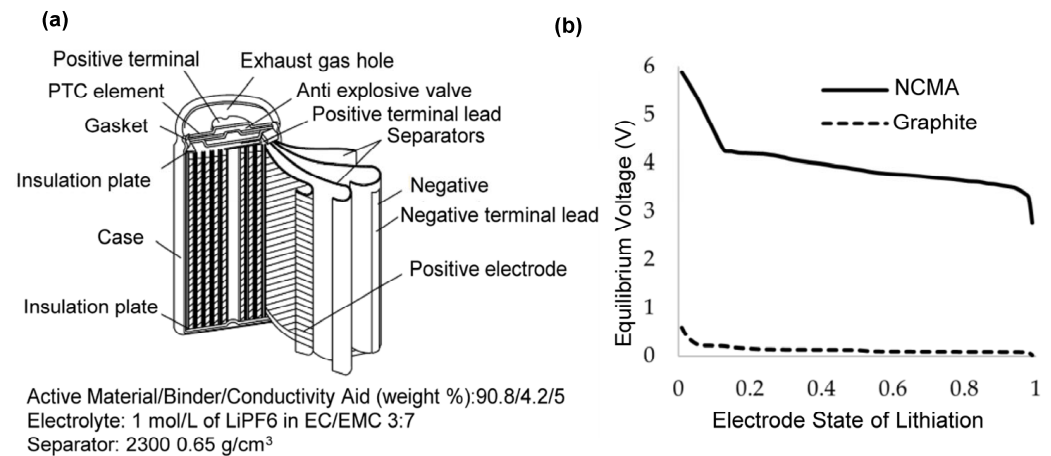 (a)
Positive terminal
Exhaust gas hole
PTC element
Anti explosive valve
Gasket
Positive terminal lead
Separators
Insulation plate
Negative
Negative terminal lead
Case
Positive electrode
Insulation plate
Active Material/Binder/Conductivity Aid (weight %):90.8/4.2/5
Electrolyte: 1 mol/L of LiPF6 in EC/EMC 3:7
Separator: 2300 0.65 g/cm³
(b)
Equilibrium Voltage (V)
6
5
4
3
2
1
0
NCMA
Graphite
0 0.2 0.4 0.6 0.8 1
Electrode State of Lithiation